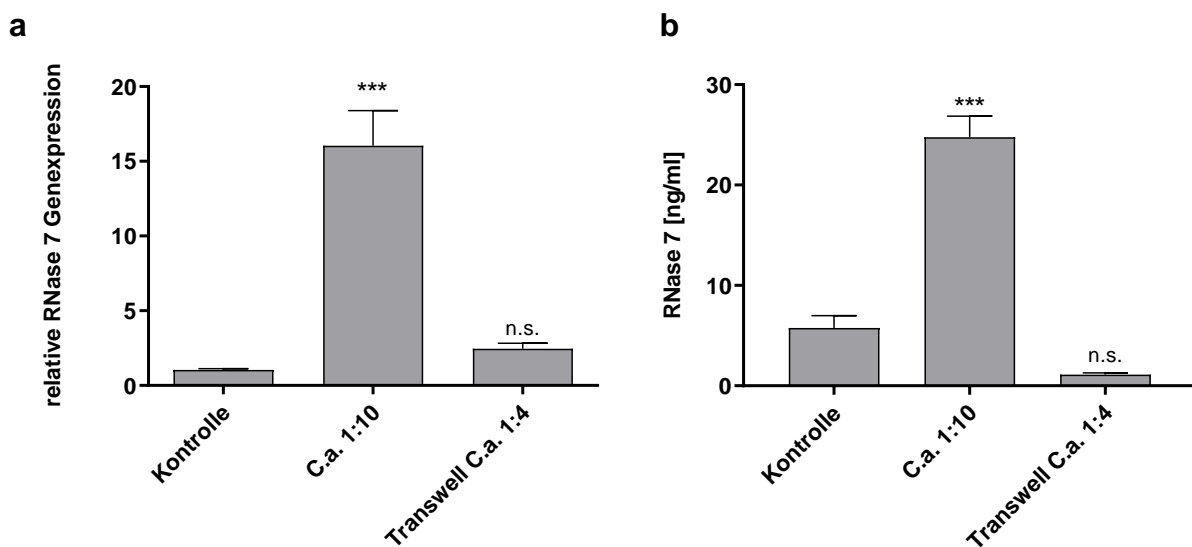 a
relative RNase 7 Genexpression
20
15
10
5
0
***
n.s.
Kontrolle
C.a. 1:10
Transwell C.a. 1:4
b
RNase 7 [ng/ml]
30
20
10
0
***
n.s.
Kontrolle
C.a. 1:10
Transwell C.a. 1:4